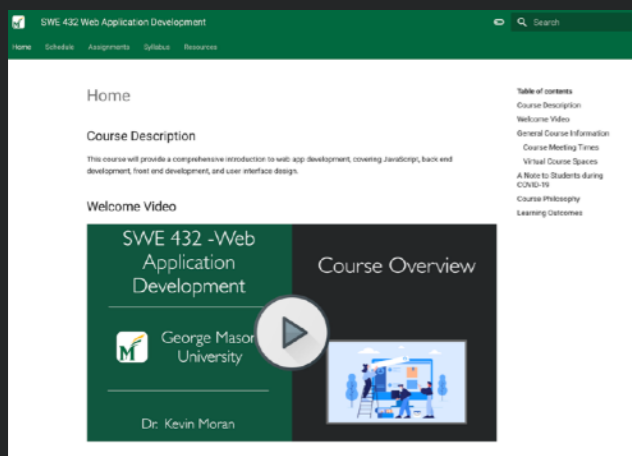 SWE 432 Web Application Development
Search
Home
Schedule
Assignments
Syllabus
Resources
Home
Course Description
This course will provide a comprehensive introduction to web app development, covering JavaScript, back end
development, front end development, and user interface design.
Welcome Video
SWE 432 -Web
Application
Development
George Mason
University
Dr. Kevin Moran
Course Overview
Table of contents
Course Description
Welcome Video
General Course Information
Course Meeting Times
Virtual Course Spaces
A Note to Students during
COVID-19
Course Philosophy
Learning Outcomes